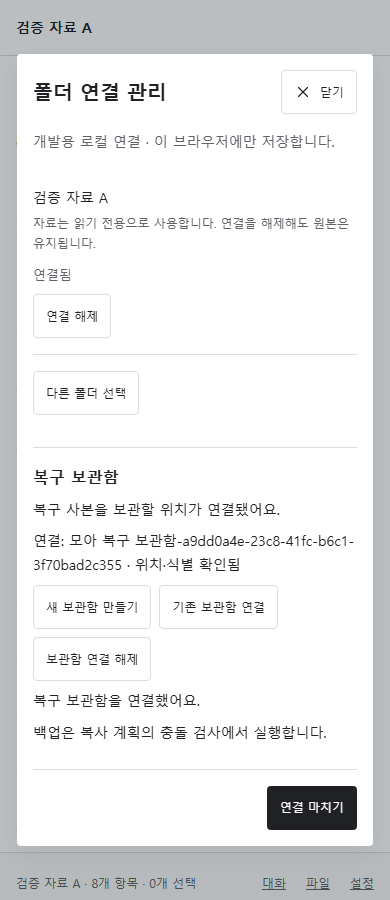 검증 자료 A
폴더 연결 관리
닫기
개발용 로컬 연결 · 이 브라우저에만 저장합니다.
검증 자료 A
자료는 읽기 전용으로 사용합니다. 연결을 해제해도 원본은
유지됩니다.
연결됨
연결 해제
다른 폴더 선택
복구 보관함
복구 사본을 보관할 위치가 연결됐어요.
연결: 모아 복구 보관함-a9dd0a4e-23c8-41fc-b6c1-
3f70bad2c355 · 위치·식별 확인됨
새 보관함 만들기
기존 보관함 연결
보관함 연결 해제
복구 보관함을 연결했어요.
백업은 복사 계획의 충돌 검사에서 실행합니다.
연결 마치기
검증 자료 A · 8개 항목 · 0개 선택
대화
파일
설정